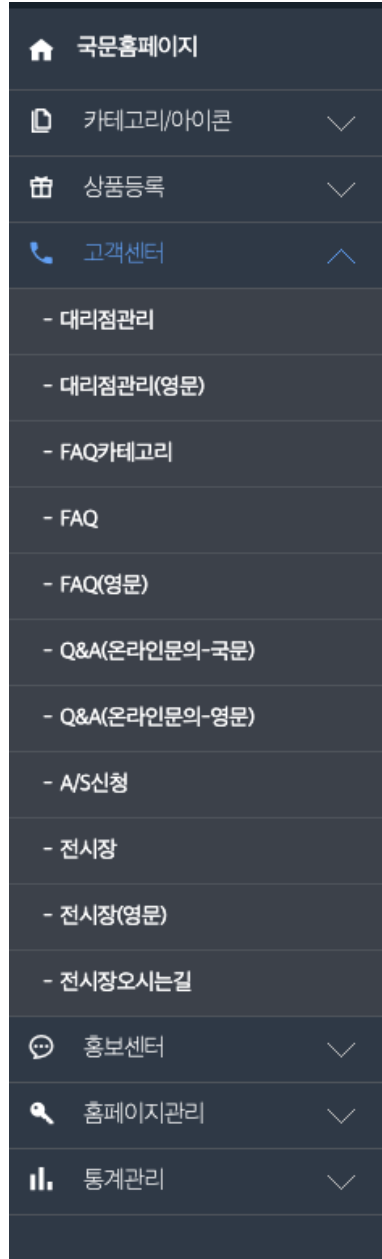 국문홈페이지
카테고리/아이콘
상품등록
고객센터
- 대리점관리
- 대리점관리(영문)
- FAQ카테고리
- FAQ
- FAQ(영문)
- Q&A(온라인문의-국문)
- Q&A(온라인문의-영문)
- A/S신청
- 전시장
- 전시장(영문)
- 전시장오시는길
홍보센터
홈페이지관리
통계관리